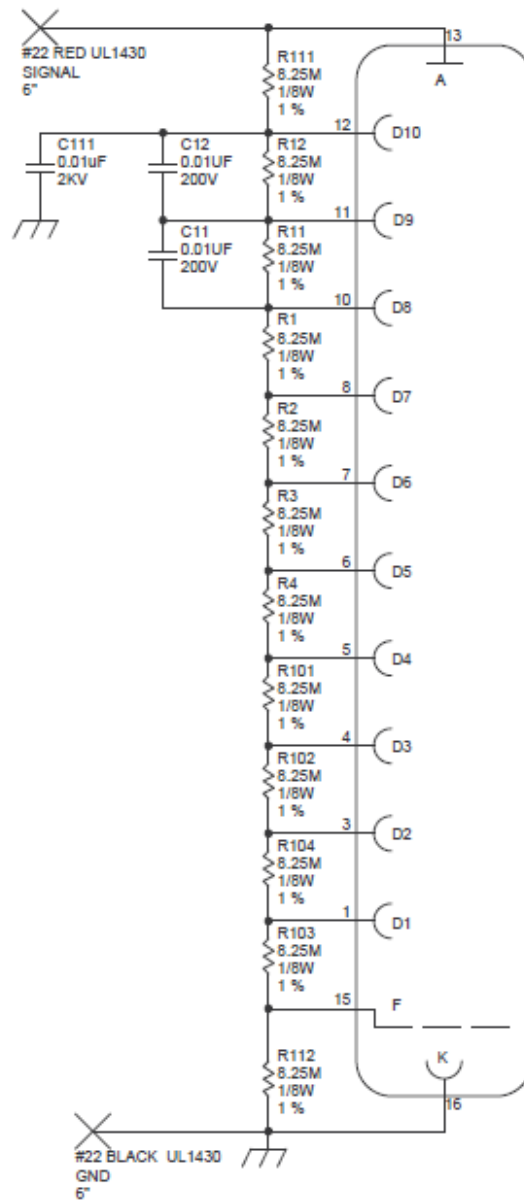 #22 RED UL1430
SIGNAL
6"
13
A
R111
8.25M
1/8W
1 %
12
D10
C111
0.01uF
2KV
C12
0.01UF
200V
R12
8.25M
1/8W
1 %
11
D9
C11
0.01UF
200V
R11
8.25M
1/8W
1 %
10
D8
R1
8.25M
1/8W
1 %
8
D7
R2
8.25M
1/8W
1 %
7
D6
R3
8.25M
1/8W
1 %
6
D5
R4
8.25M
1/8W
1 %
5
D4
R101
8.25M
1/8W
1 %
4
D3
R102
8.25M
1/8W
1 %
3
D2
R104
8.25M
1/8W
1 %
1
D1
R103
8.25M
1/8W
1 %
15
F
R112
8.25M
1/8W
1 %
K
16
#22 BLACK UL1430
GND
6"